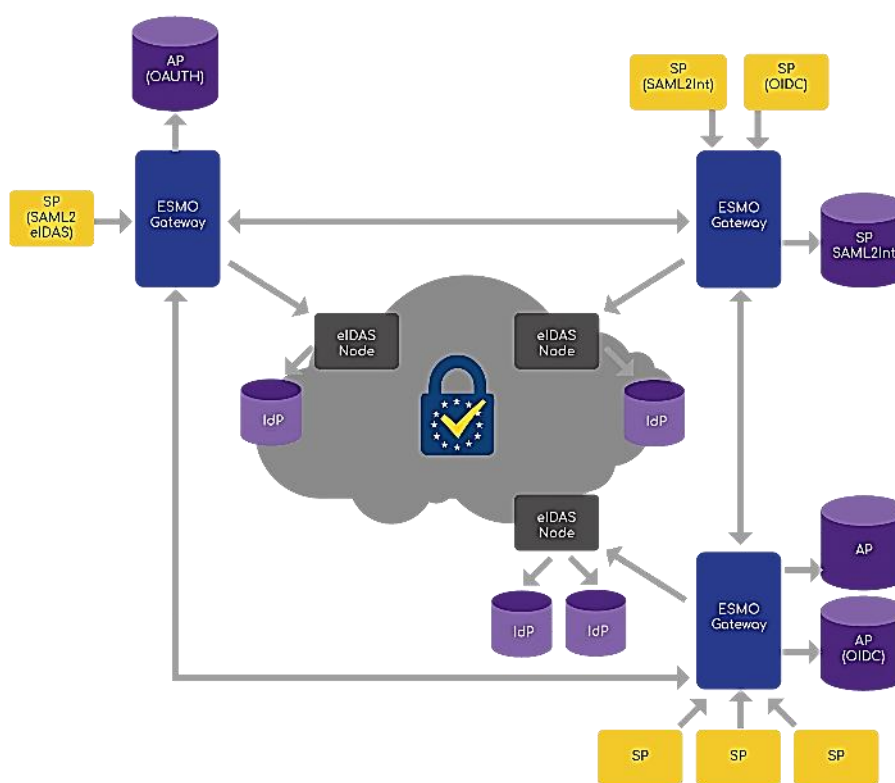 AP
(OAUTH)
SP
(SAML2Int)
SP
(OIDC)
SP
(SAML2
eIDAS)
ESMO
Gateway
ESMO
Gateway
SP
SAML2Int
eIDAS
Node
eIDAS
Node
IdP
IdP
eIDAS
Node
AP
ESMO
Gateway
IdP
IdP
AP
(OIDC)
SP
SP
SP